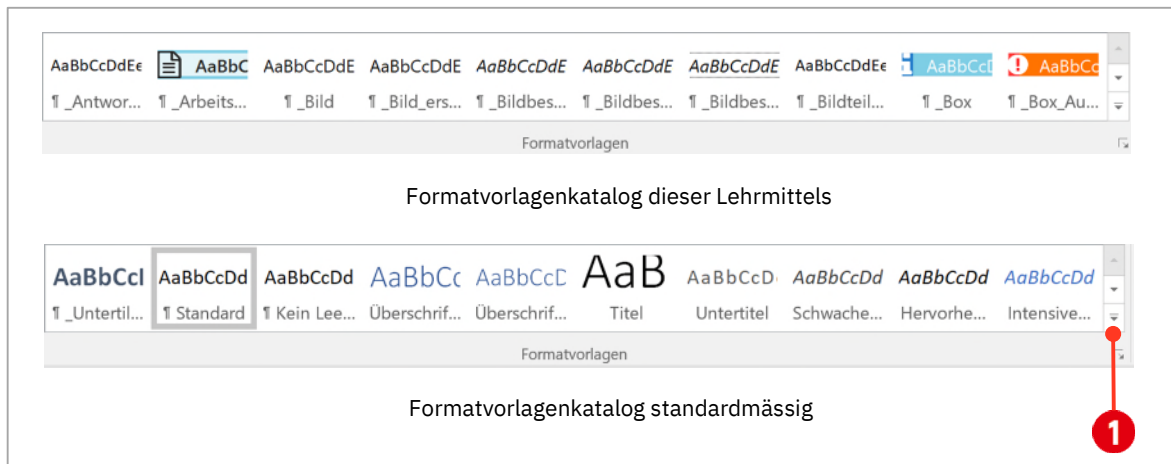 AaBbCcDdEe AaBbC AaBbCcDdE AaBbCcDdE AaBbCcDdE AaBbCcDdE AaBbCcDdE AaBbCcDdEe AaBbCcD AaBbCc
¶ _Antwor... ¶ _Arbeits... ¶ _Bild ¶ _Bild_ers... ¶ _Bildbes... ¶ _Bildbes... ¶ _Bildbes... ¶ _Bildteil... ¶ _Box ¶ _Box_Au...
Formatvorlagen
Formatvorlagenkatalog dieser Lehrmittels
AaBbCcI AaBbCcDd AaBbCcDd AaBbCc AaBbCcD AaB AaBbCcD AaBbCcDd AaBbCcDd AaBbCcDd
¶ _Untertil... ¶ Standard ¶ Kein Lee... Überschrif... Überschrif... Titel Untertitel Schwache... Hervorhe... Intensive...
Formatvorlagen
Formatvorlagenkatalog standardmässig
1